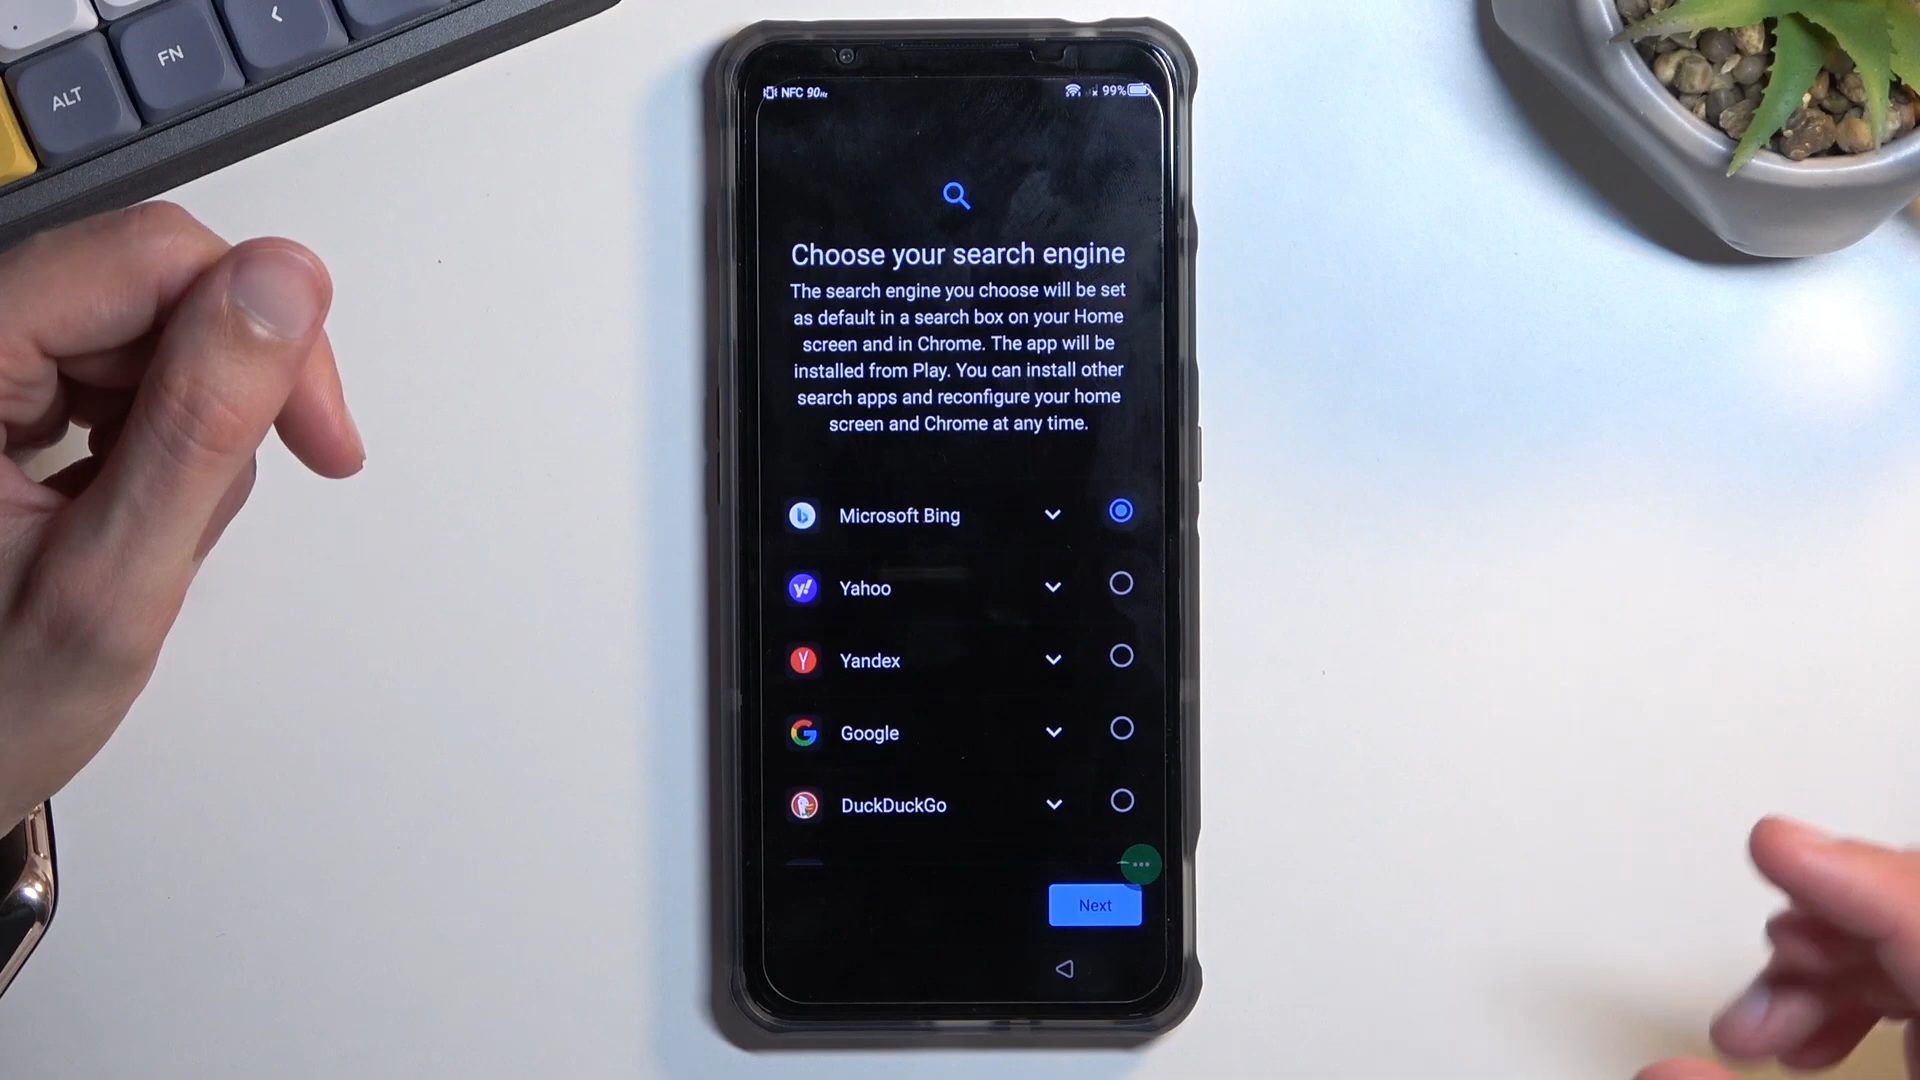 ALT
FN
<
NFC 90Hz
99%
Choose your search engine
The search engine you choose will be set
as default in a search box on your Home
screen and in Chrome. The app will be
installed from Play. You can install other
search apps and reconfigure your home
screen and Chrome at any time.
Microsoft Bing
Yahoo
Yandex
Google
DuckDuckGo
Next